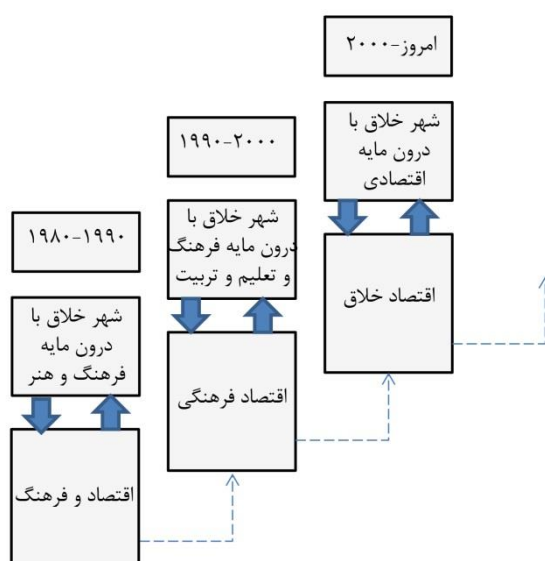 امروز-۲۰۰۰
شهر خلاق با
درون مایه
اقتصادی
اقتصاد خلاق
۱۹۹۰-۲۰۰۰
شهر خلاق با
درون مایه فرهنگ
و تعلیم و تربیت
اقتصاد فرهنگی
۱۹۸۰-۱۹۹۰
شهر خلاق با
درون مایه
فرهنگ و هنر
اقتصاد و فرهنگ